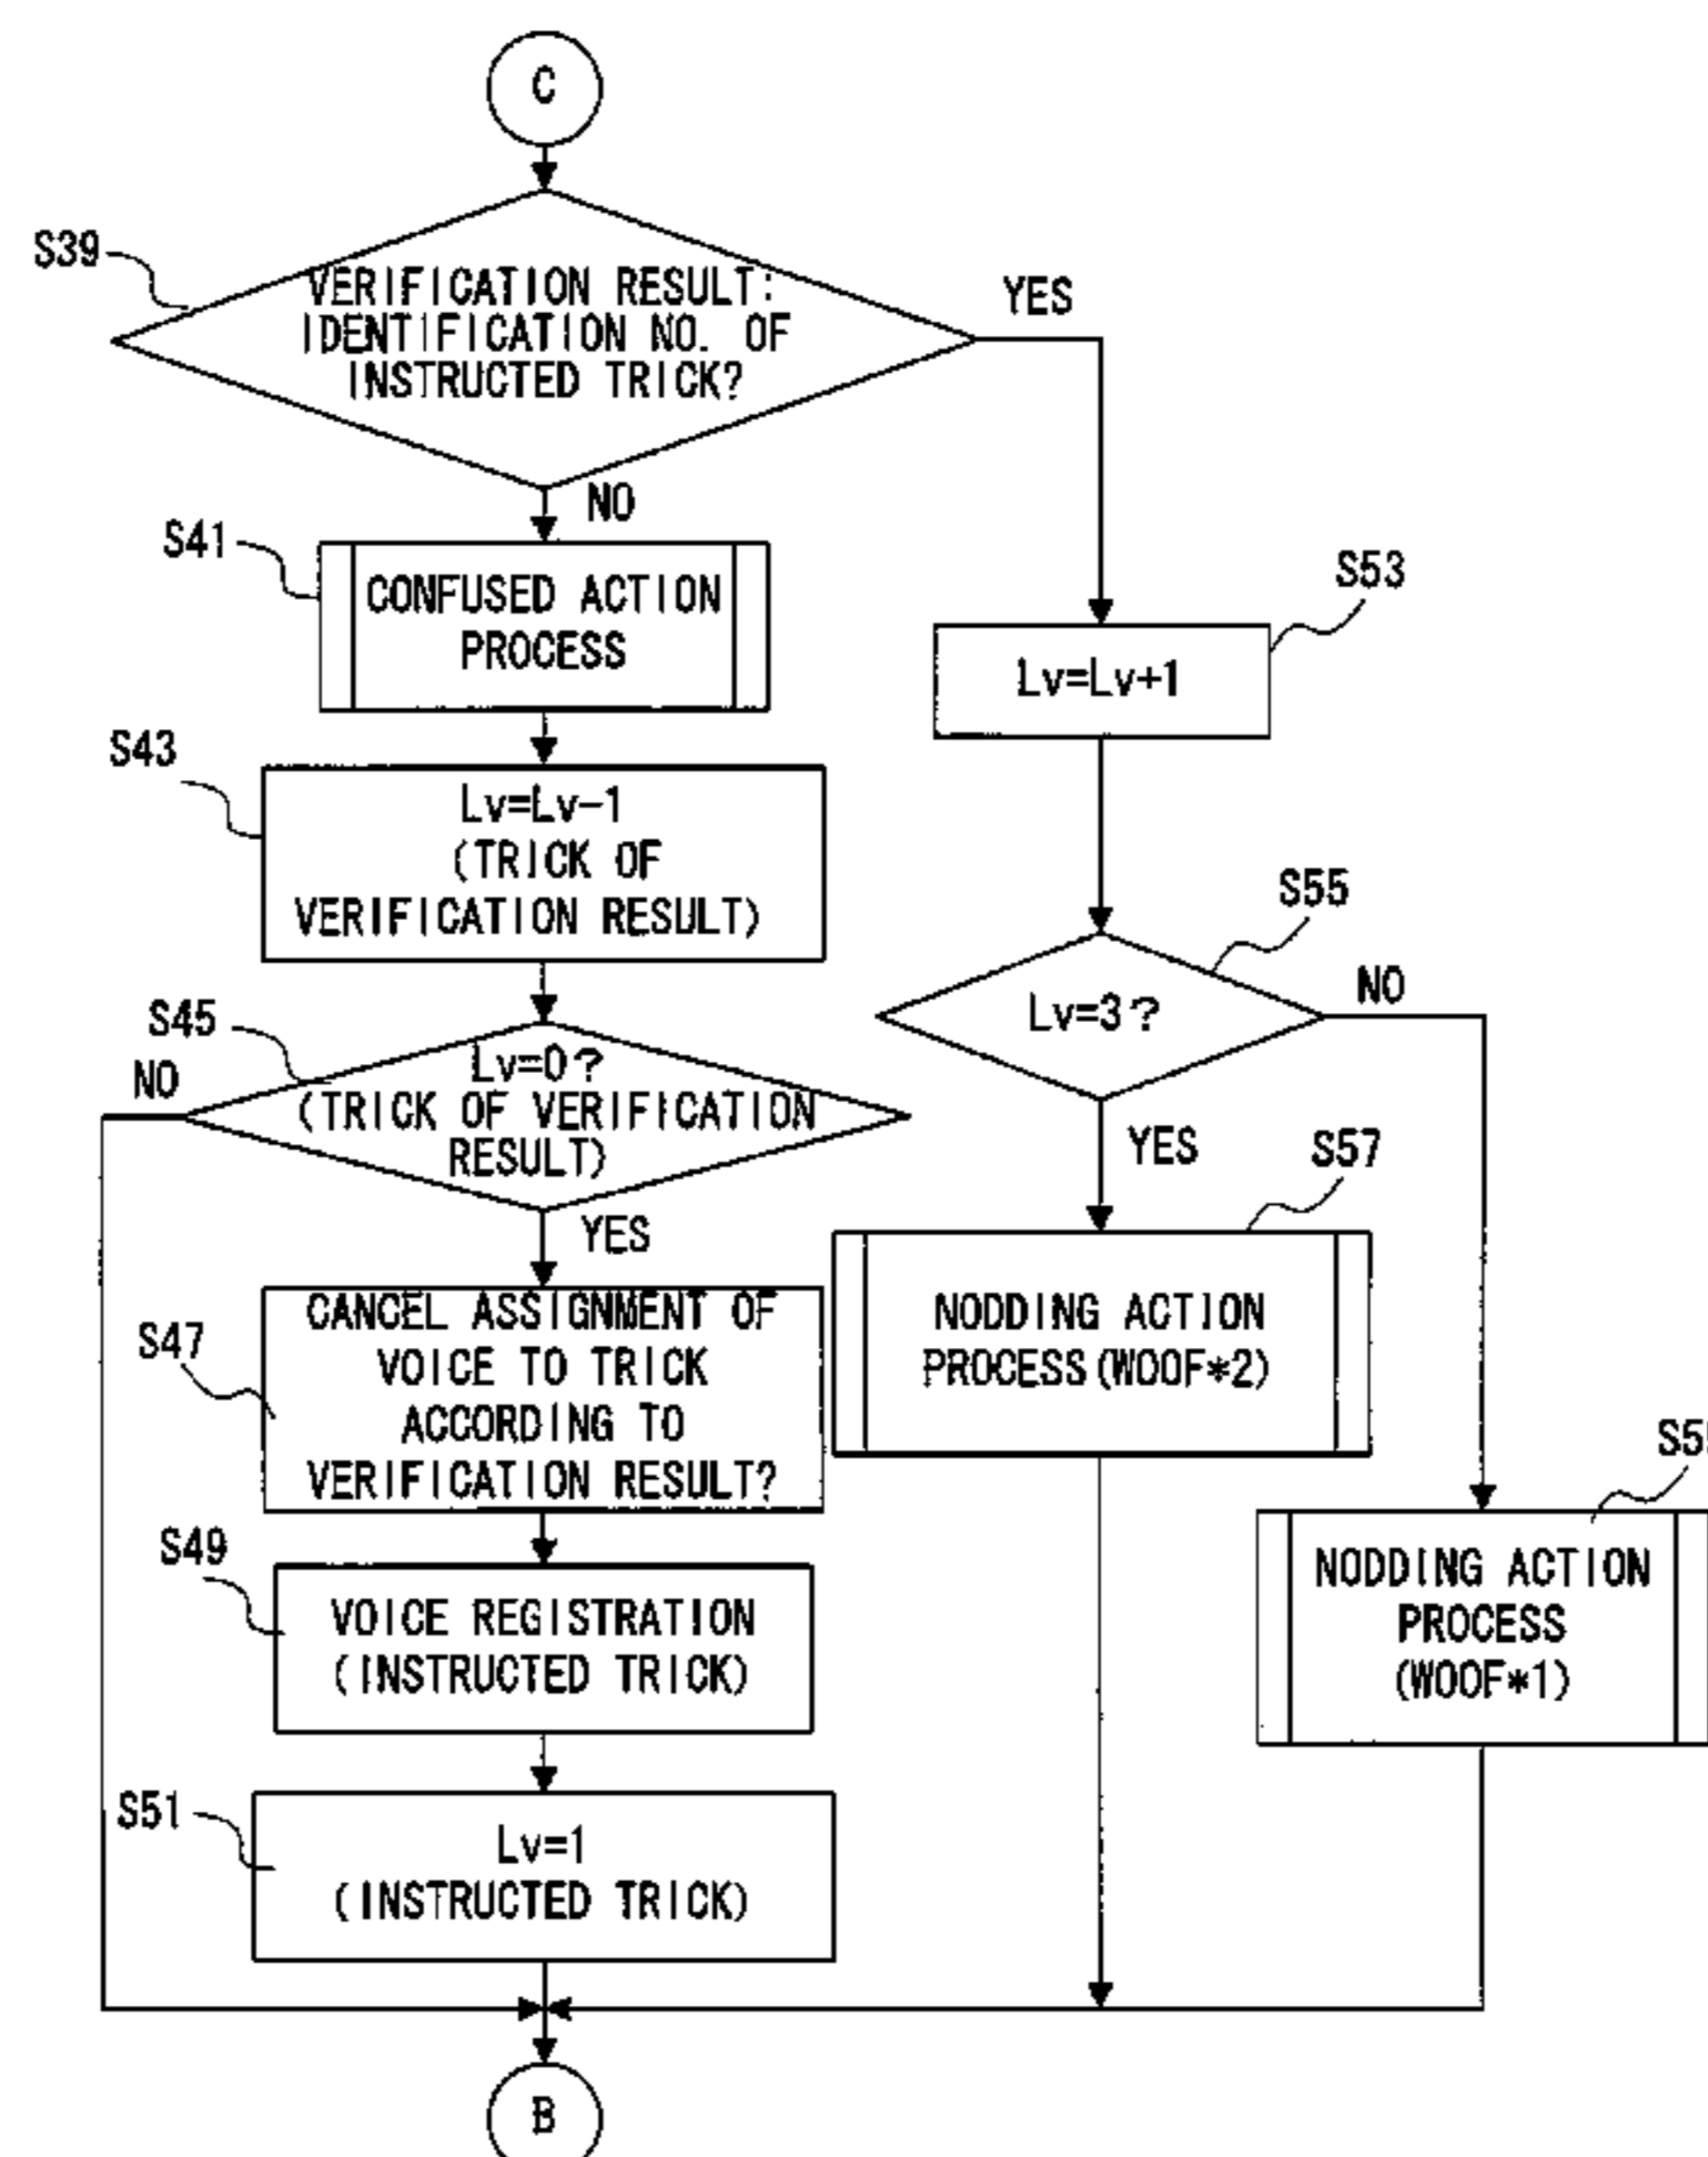 C
S39
VERIFICATION RESULT:
IDENTIFICATION NO. OF
INSTRUCTED TRICK?
YES
NO
S41
CONFUSED ACTION
PROCESS
S43
Lv=Lv-1
(TRICK OF
VERIFICATION RESULT)
S45
NO
Lv=0?
(TRICK OF VERIFICATION
RESULT)
YES
S47
CANCEL ASSIGNMENT OF
VOICE TO TRICK
ACCORDING TO
VERIFICATION RESULT?
S49
VOICE REGISTRATION
(INSTRUCTED TRICK)
S51
Lv=1
(INSTRUCTED TRICK)
S53
Lv=Lv+1
S55
Lv=3?
NO
YES
S57
NODDING ACTION
PROCESS(WOOF*2)
NODDING ACTION
PROCESS
(WOOF*1)
B